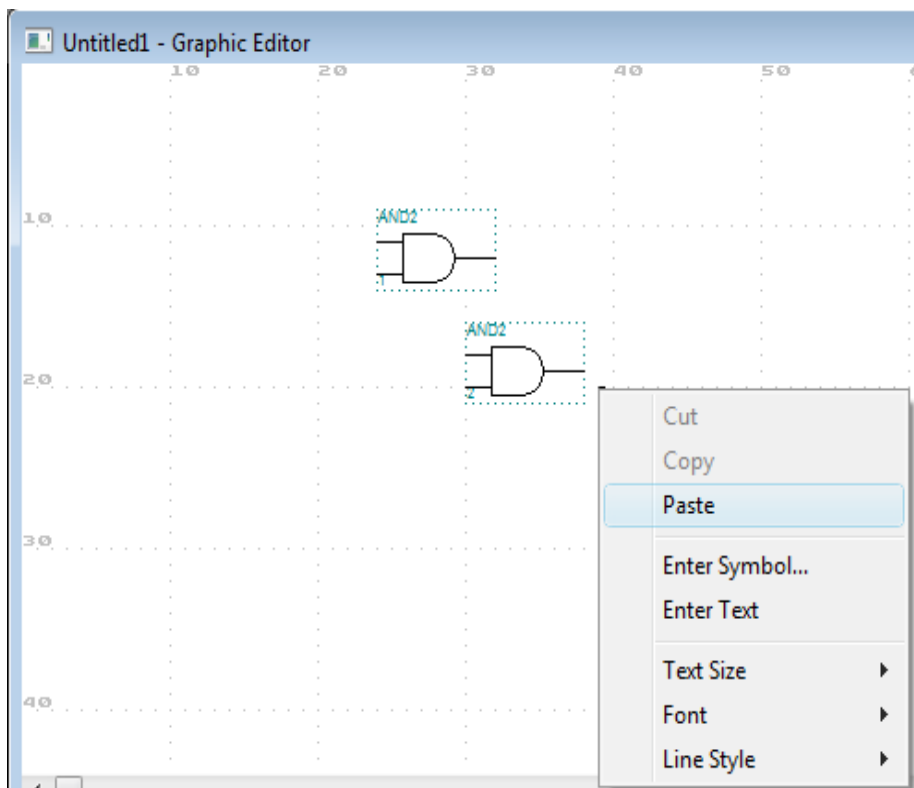 Untitled1 - Graphic Editor
10 20 30 40 50
10
AND2
1
AND2
2
20
Cut
Copy
Paste
30
Enter Symbol...
Enter Text
Text Size
40
Font
Line Style